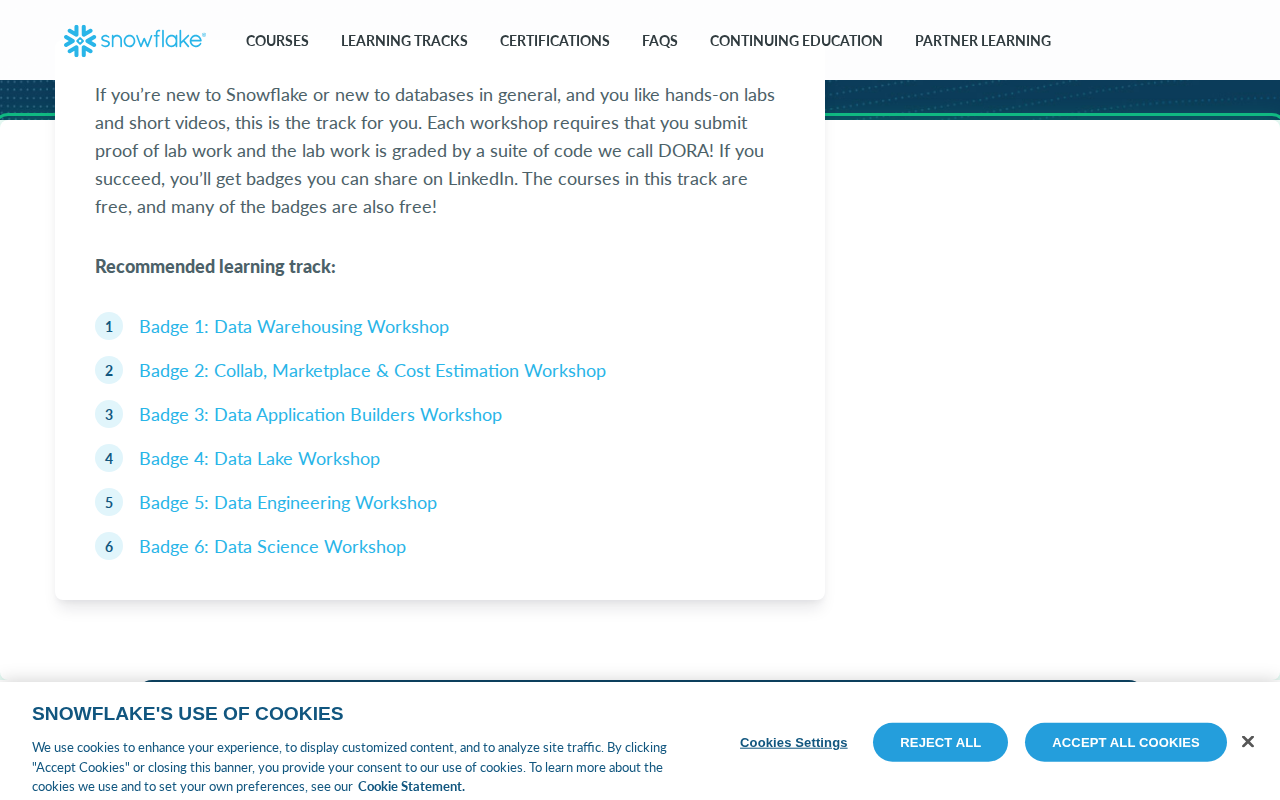 snowflake®
COURSES LEARNING TRACKS CERTIFICATIONS FAQS CONTINUING EDUCATION PARTNER LEARNING
If you’re new to Snowflake or new to databases in general, and you like hands-on labs
and short videos, this is the track for you. Each workshop requires that you submit
proof of lab work and the lab work is graded by a suite of code we call DORA! If you
succeed, you’ll get badges you can share on LinkedIn. The courses in this track are
free, and many of the badges are also free!
Recommended learning track:
1 Badge 1: Data Warehousing Workshop
2 Badge 2: Collab, Marketplace & Cost Estimation Workshop
3 Badge 3: Data Application Builders Workshop
4 Badge 4: Data Lake Workshop
5 Badge 5: Data Engineering Workshop
6 Badge 6: Data Science Workshop
SNOWFLAKE'S USE OF COOKIES
We use cookies to enhance your experience, to display customized content, and to analyze site traffic. By clicking
"Accept Cookies" or closing this banner, you provide your consent to our use of cookies. To learn more about the
cookies we use and to set your own preferences, see our Cookie Statement.
Cookies Settings
REJECT ALL
ACCEPT ALL COOKIES